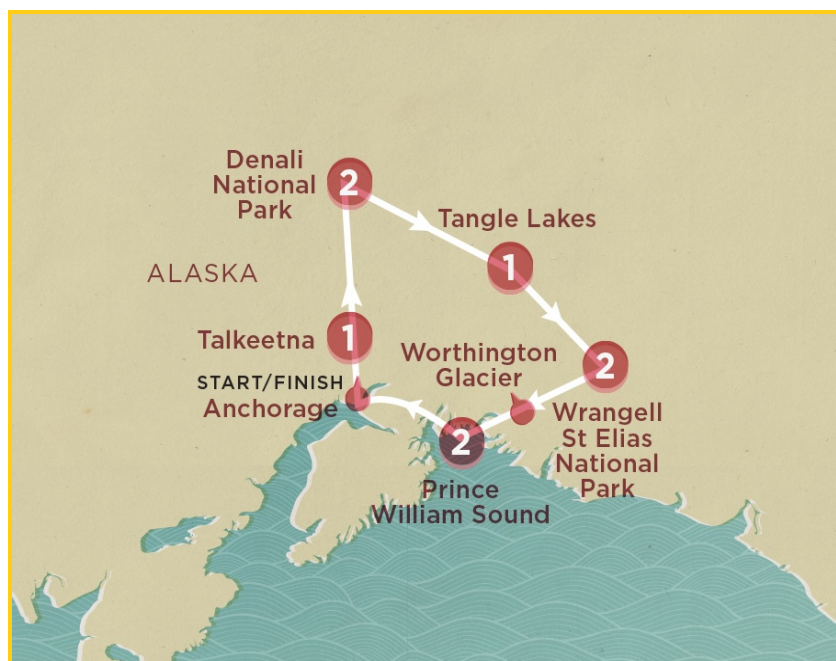 Denali
National
Park
2
Tangle Lakes
1
ALASKA
Talkeetna
1
Worthington
Glacier
2
START/FINISH
Anchorage
Wrangell
St Elias
National
Park
2
Prince
William Sound